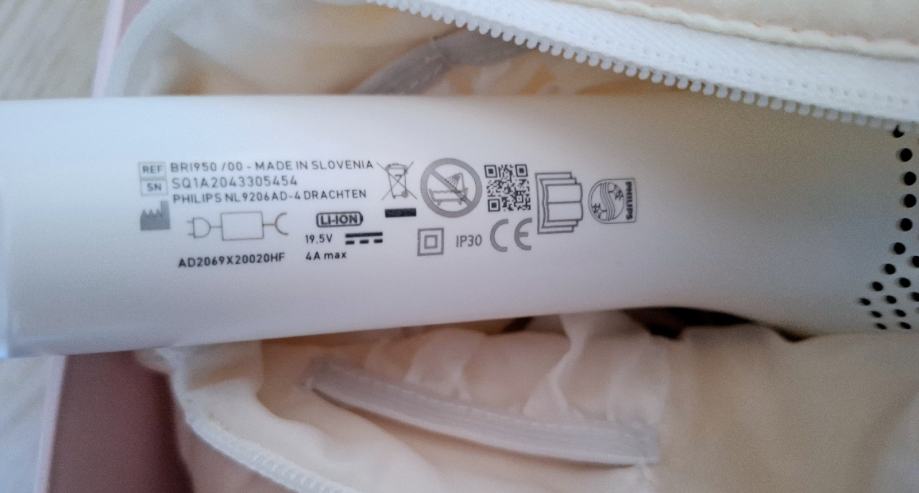 REF BRI950 /00 - MADE IN SLOVENIA
SN SQ1A2043305454
PHILIPS NL9206AD-4 DRACHTEN
LI-ION
19.5V
4A max
AD2069X20020HF
IP30 CE
PHILIPS